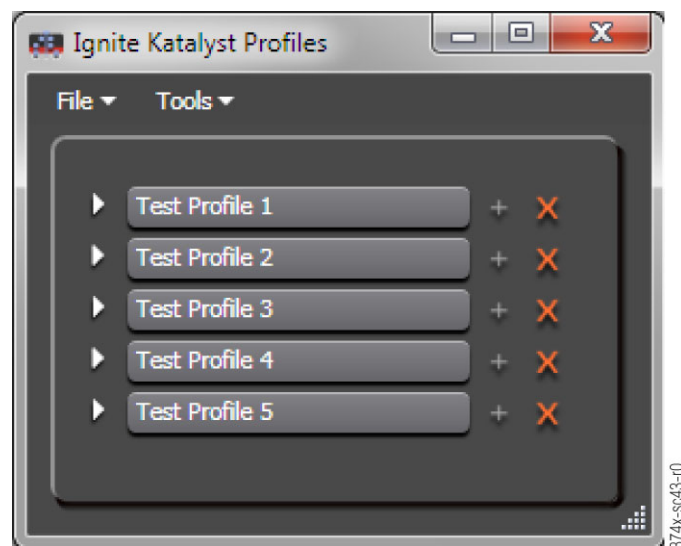 Ignite Katalyst Profiles
File
Tools
Test Profile 1
Test Profile 2
Test Profile 3
Test Profile 4
Test Profile 5